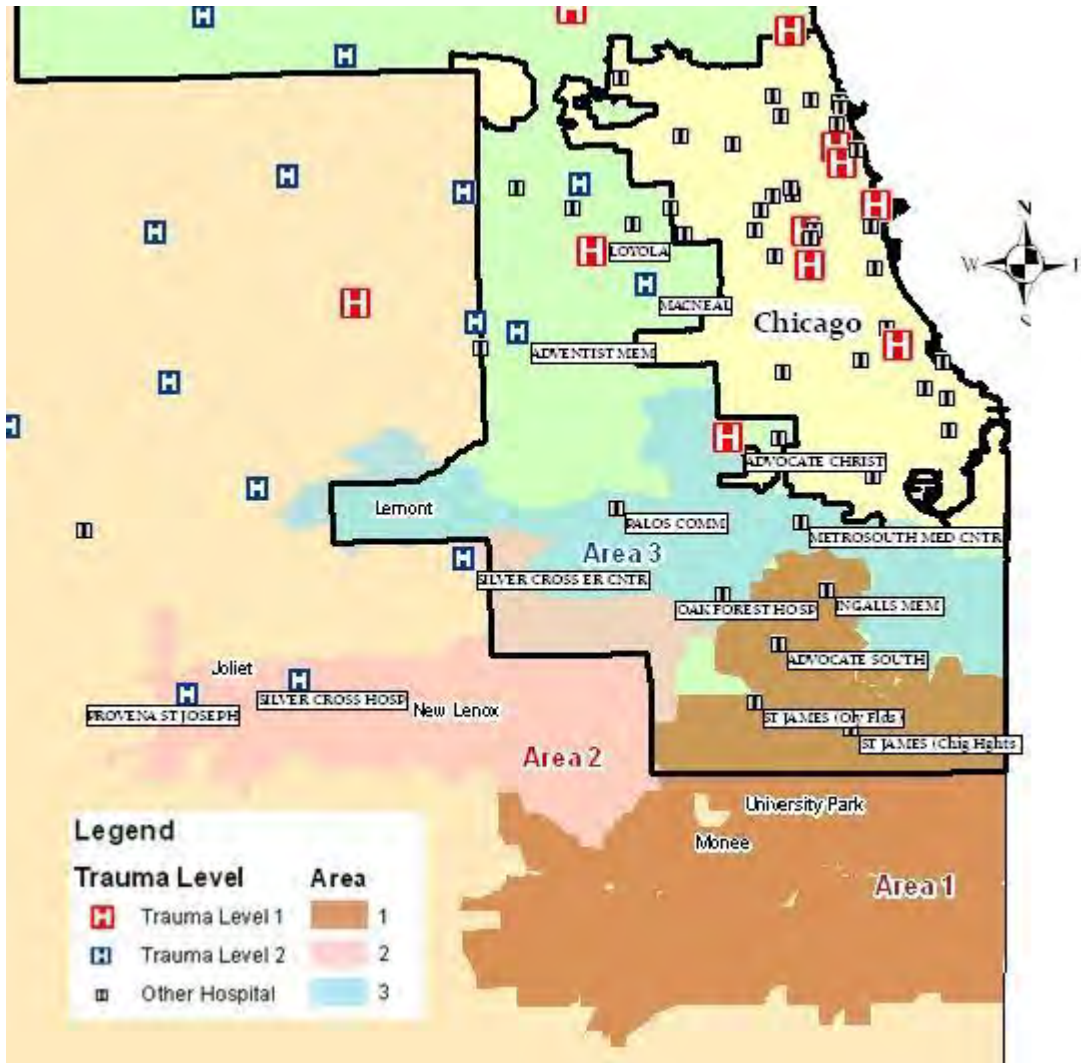 N
W
E
S
LOYOLA
MACNEAL
Chicago
ADVENTIST MEM
ADVOCATE CHRIST
Lemont
PALOS COMM
METROSOUTH MED CNTR
Area 3
SILVER CROSS ER CNTR
OAK FOREST HOSP
INGALLS MEM
ADVOCATE SOUTH
Joliet
SILVER CROSS HOSP
New Lenox
PROVENA ST JOSEPH
ST JAMES (Oly Flds)
ST JAMES (Chig Hghts
Area 2
University Park
Monee
Area 1
Legend
Trauma Level Area
H Trauma Level 1 1
H Trauma Level 2 2
H Other Hospital 3